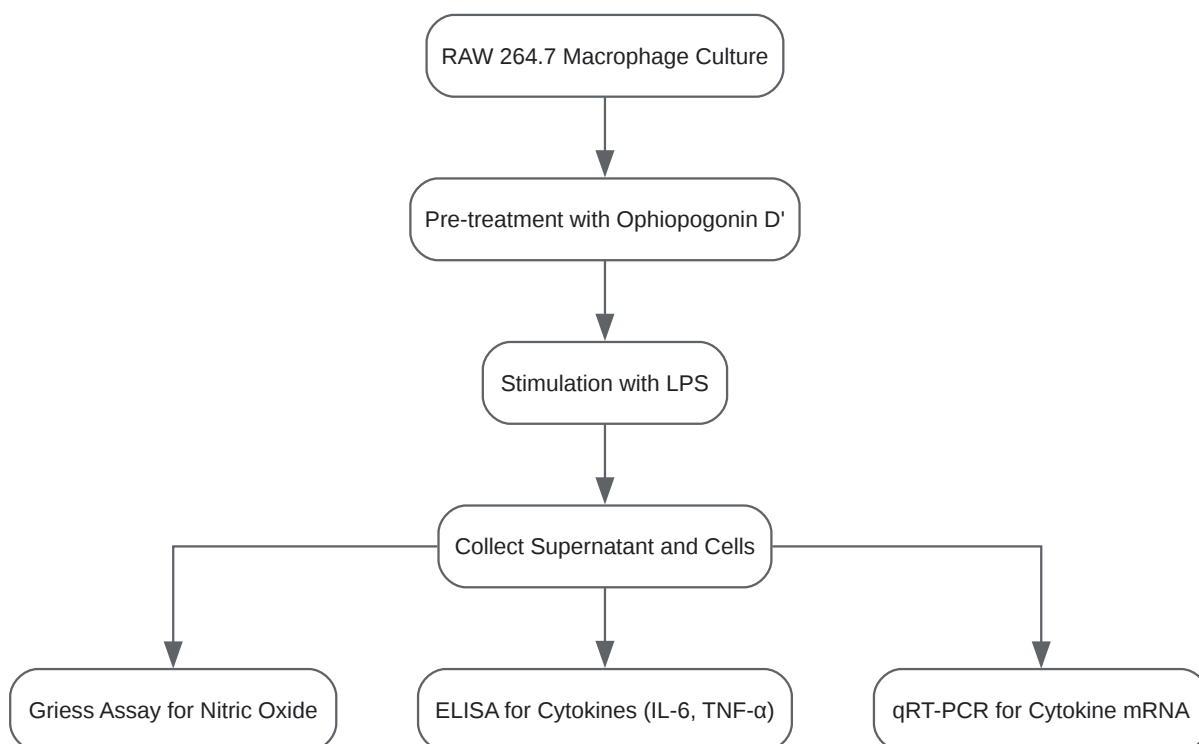 RAW 264.7 Macrophage Culture
Pre-treatment with Ophiopogonin D'
Stimulation with LPS
Collect Supernatant and Cells
Griess Assay for Nitric Oxide
ELISA for Cytokines (IL-6, TNF-α)
qRT-PCR for Cytokine mRNA